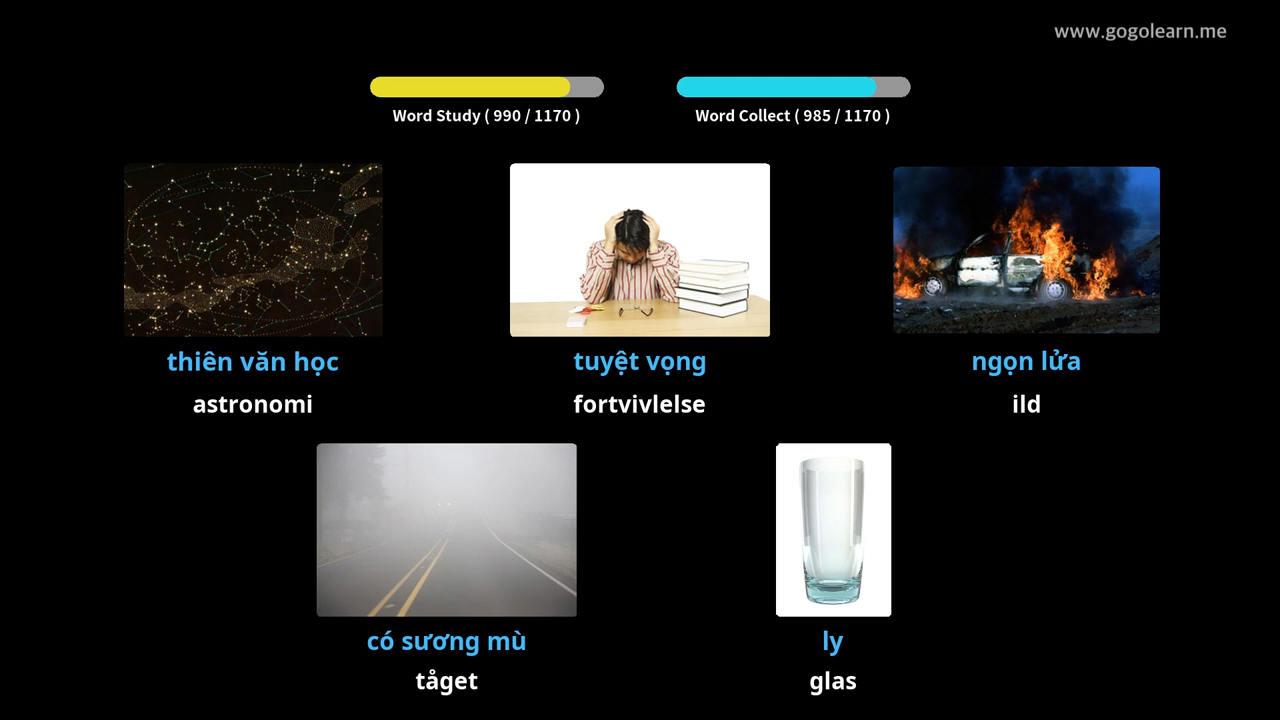 www.gogolearn.me
Word Study ( 990 / 1170 )
Word Collect ( 985 / 1170 )
thiên văn học
tuyệt vọng
ngọn lửa
astronomi
fortvivlelse
ild
có sương mù
ly
tåget
glas